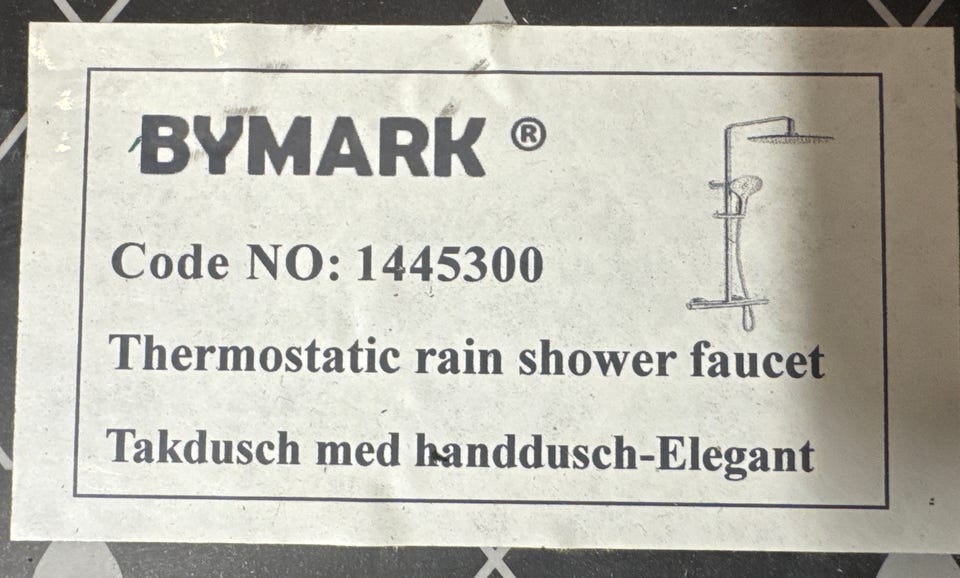 BYMARK ®
Code NO: 1445300
Thermostatic rain shower faucet
Takdusch med handdusch-Elegant